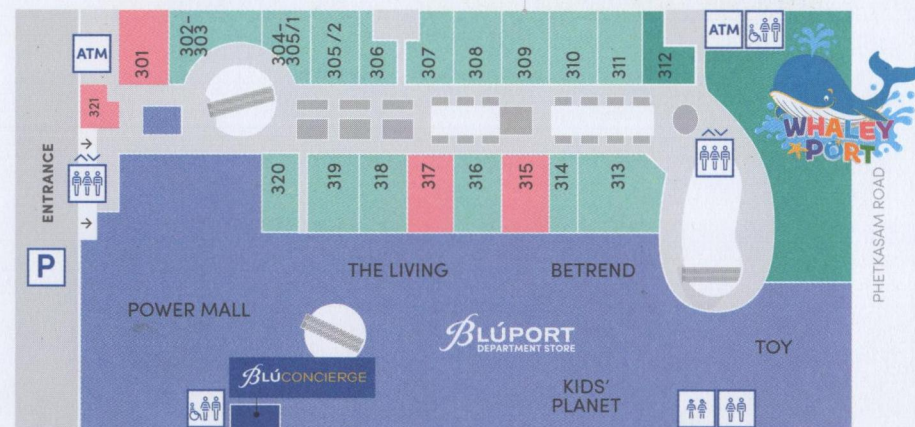 ATM
301
302-
303
304-
305/1
305 /2
306
307
308
309
310
311
312
ATM
WHALEY
PORT
321
ENTRANCE
320
319
318
317
316
315
314
313
PHETKASAM ROAD
P
THE LIVING
BETREND
POWER MALL
BLÚPORT
DEPARTMENT STORE
TOY
BLÚCONCIERGE
KIDS'
PLANET